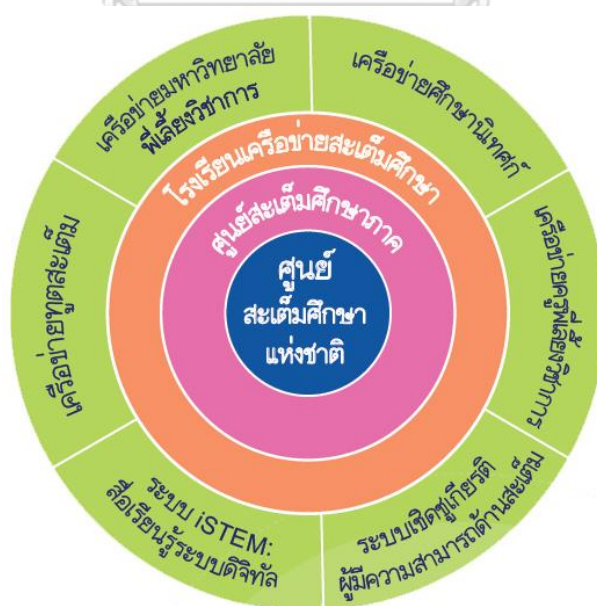 ศูนย์
สะเต็มศึกษา
แห่งชาติ
ศูนย์สะเต็มศึกษาภาค
โรงเรียนเครือข่ายสะเต็มศึกษา
เครือข่ายมหาวิทยาลัย
พี่เลี้ยงวิชาการ
เครือข่ายศึกษานิเทศก์
เครือข่ายครูพี่เลี้ยงวิชาการ
ระบบเชิดชูเกียรติ
ผู้มีความสามารถด้านสะเต็ม
ระบบ iSTEM:
สื่อเรียนรู้ระบบดิจิทัล
เครือข่ายทูตสะเต็ม